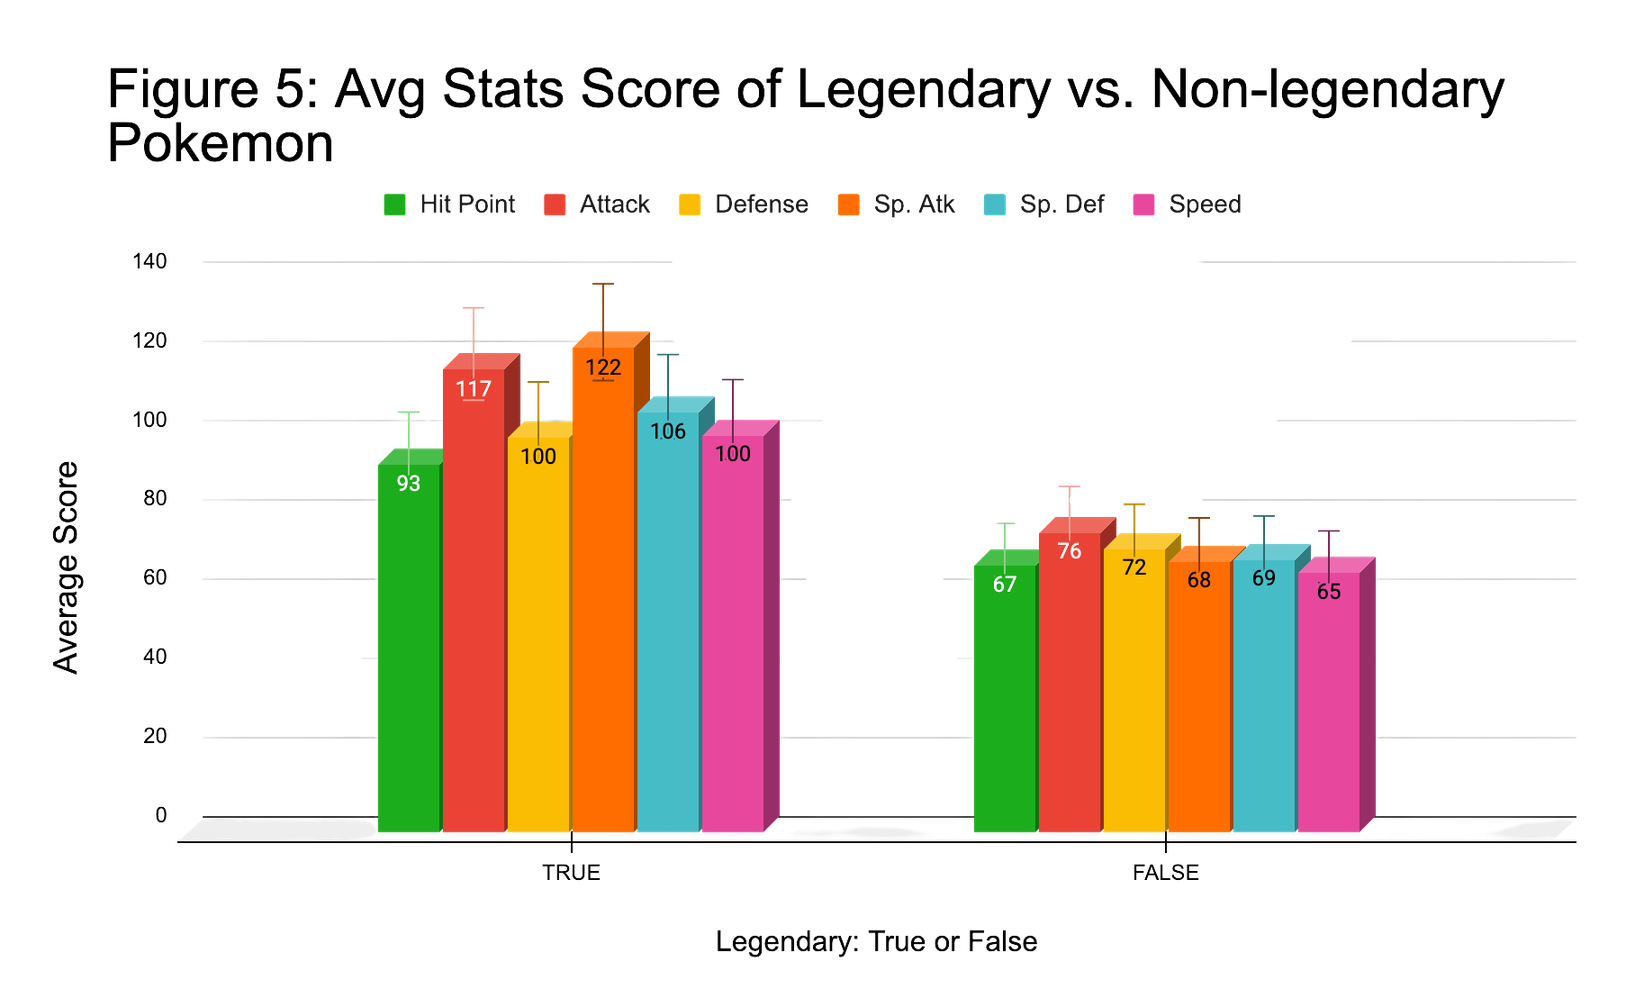 Figure 5: Avg Stats Score of Legendary vs. Non-legendary
Pokemon
Hit Point Attack Defense Sp. Atk Sp. Def Speed
140
120
100
80
60
40
20
0
Average Score
93 117 100 122 106 100
67 76 72 68 69 65
TRUE FALSE
Legendary: True or False